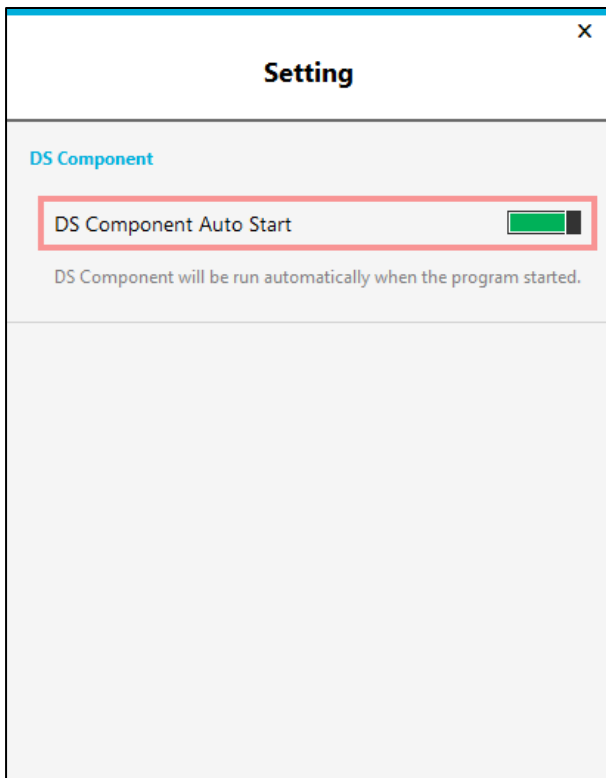 Setting
DS Component
DS Component Auto Start
DS Component will be run automatically when the program started.